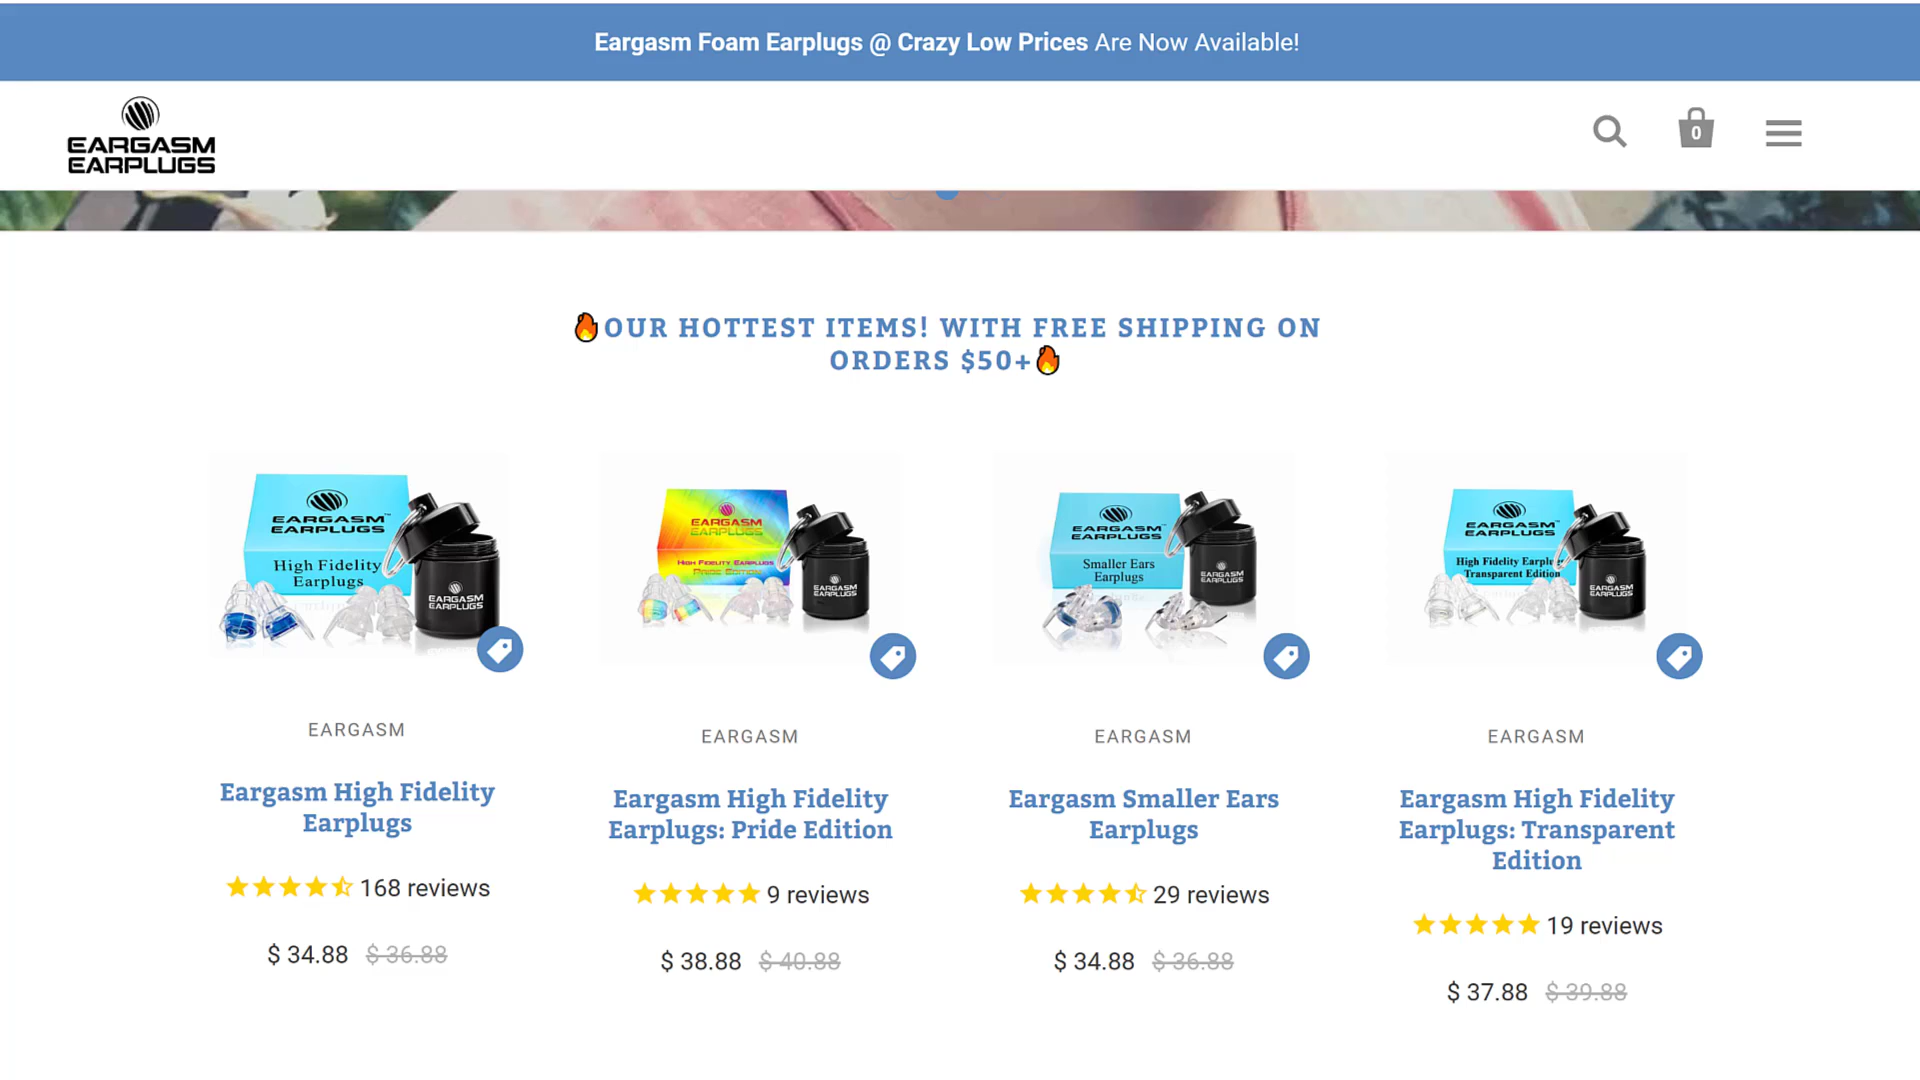 Eargasm Foam Earplugs @ Crazy Low Prices Are Now Available!
EARGASM
EARPLUGS
0
🔥OUR HOTTEST ITEMS! WITH FREE SHIPPING ON
ORDERS $50+🔥
EARGASM™
EARPLUGS
High Fidelity
Earplugs
EARGASM
EARPLUGS
EARGASM
EARPLUGS
HIGH FIDELITY EARPLUGS
PRIDE EDITION
EARGASM
EARPLUGS
EARGASM™
EARPLUGS
Smaller Ears
Earplugs
EARGASM
EARPLUGS
EARGASM™
EARPLUGS
High Fidelity Earplugs
Transparent Edition
EARGASM
EARPLUGS
EARGASM
Eargasm High Fidelity
Earplugs
168 reviews
$ 34.88 $ 36.88
EARGASM
Eargasm High Fidelity
Earplugs: Pride Edition
9 reviews
$ 38.88 $ 40.88
EARGASM
Eargasm Smaller Ears
Earplugs
29 reviews
$ 34.88 $ 36.88
EARGASM
Eargasm High Fidelity
Earplugs: Transparent
Edition
19 reviews
$ 37.88 $ 39.88